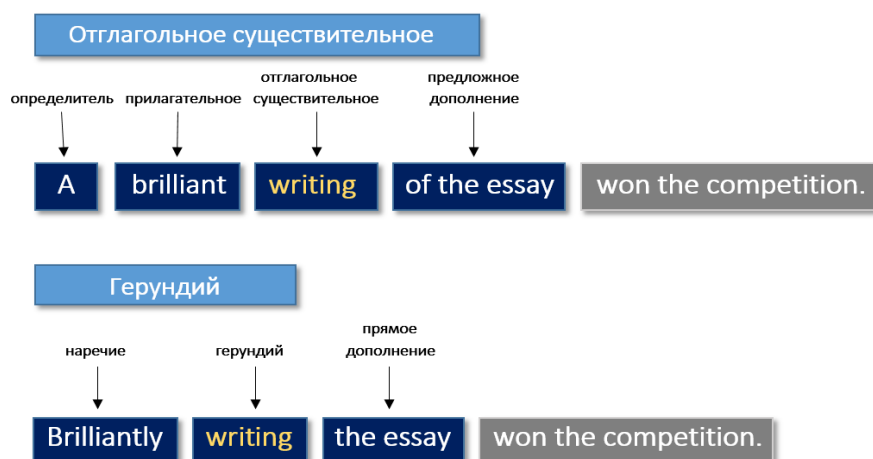 Отглагольное существительное
определитель прилагательное отглагольное существительное предложное дополнение
A brilliant writing of the essay won the competition.
Герундий
наречие герундий прямое дополнение
Brilliantly writing the essay won the competition.